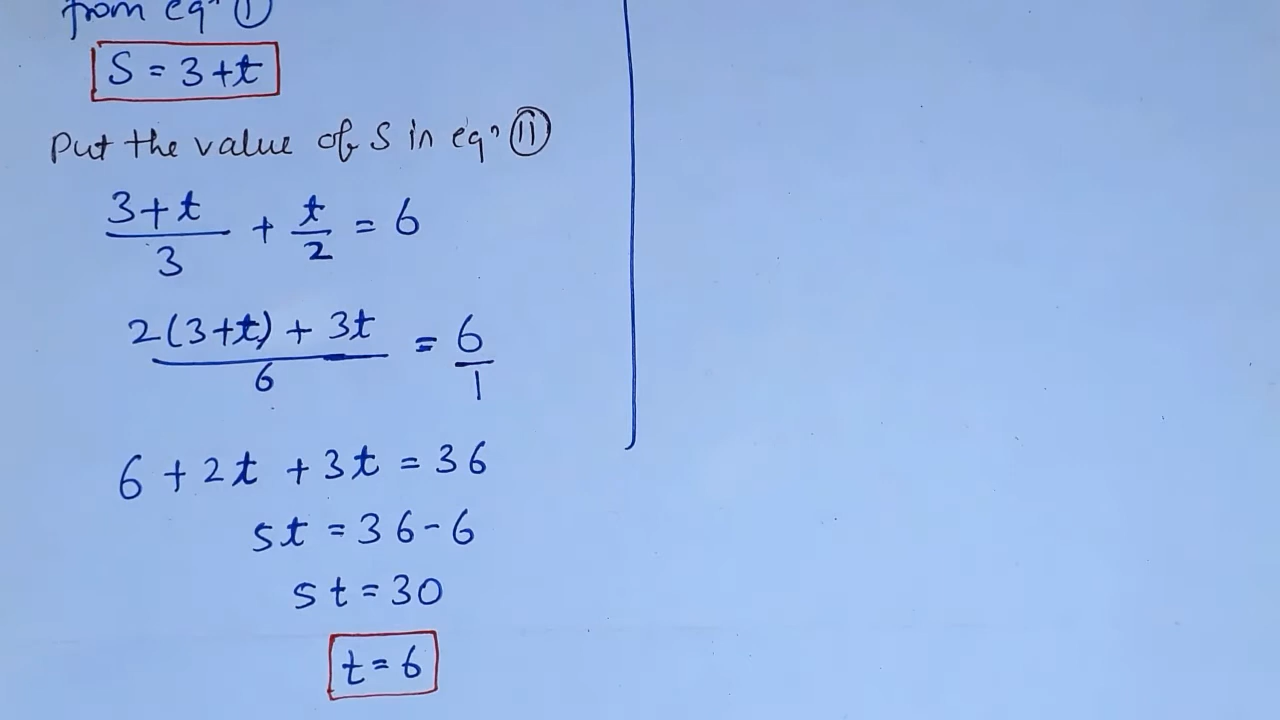 from eqⁿ ①
S = 3+t
Put the value of S in eqⁿ ⑪
3+t/3 + t/2 = 6
2(3+t) + 3t/6 = 6/1
6 + 2t + 3t = 36
5t = 36-6
5t = 30
t = 6